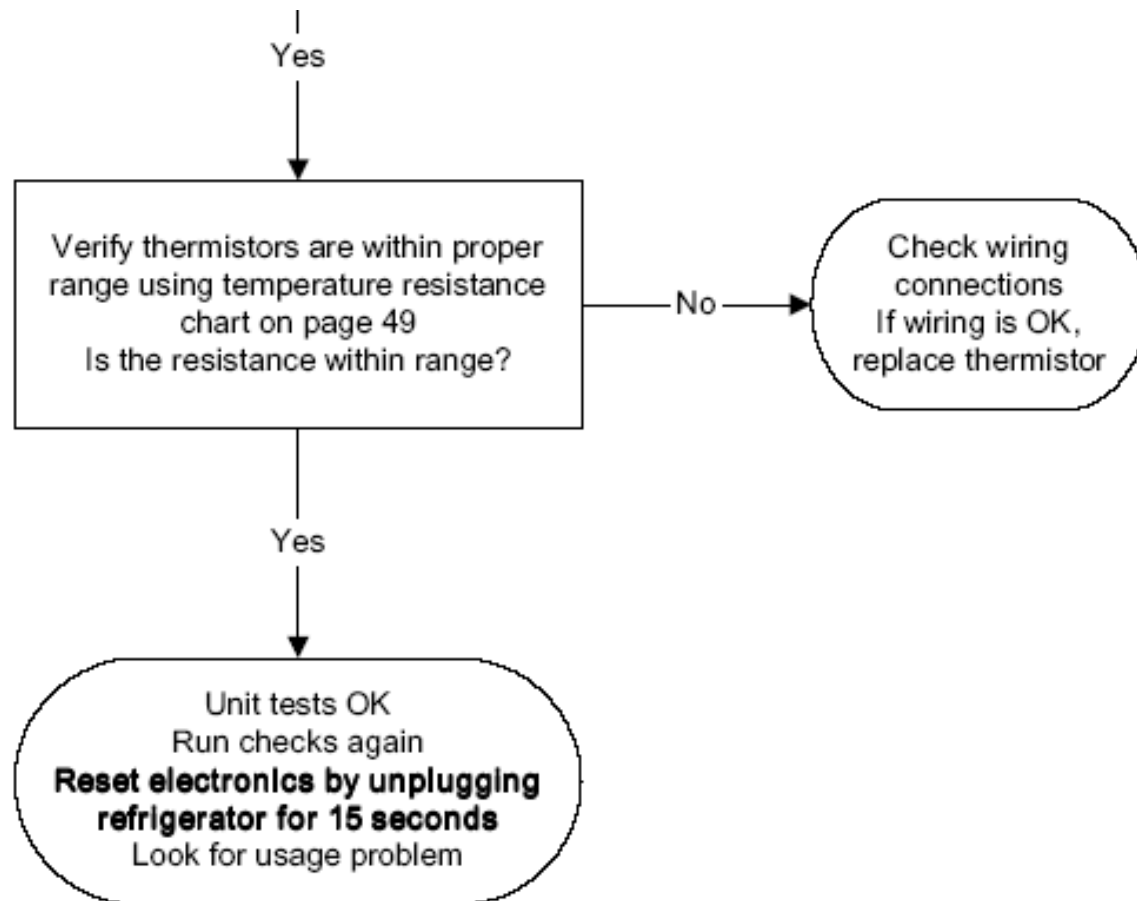 Yes
Verify thermistors are within proper
range using temperature resistance
chart on page 49
Is the resistance within range?
No
Check wiring
connections
If wiring is OK,
replace thermistor
Yes
Unit tests OK
Run checks again
Reset electronics by unplugging
refrigerator for 15 seconds
Look for usage problem